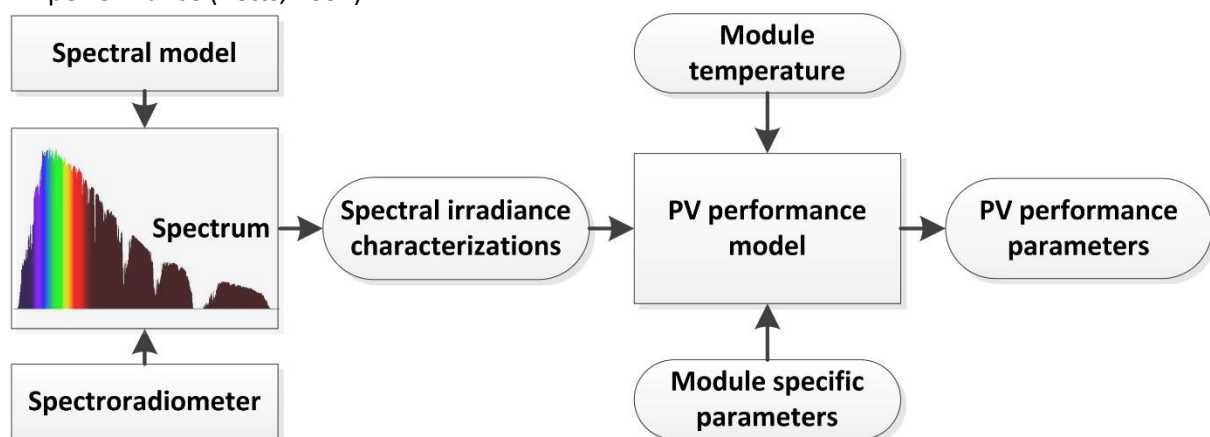 Spectral model
Module
temperature
Spectrum
Spectral irradiance
characterizations
PV performance
model
PV performance
parameters
Spectroradiometer
Module specific
parameters